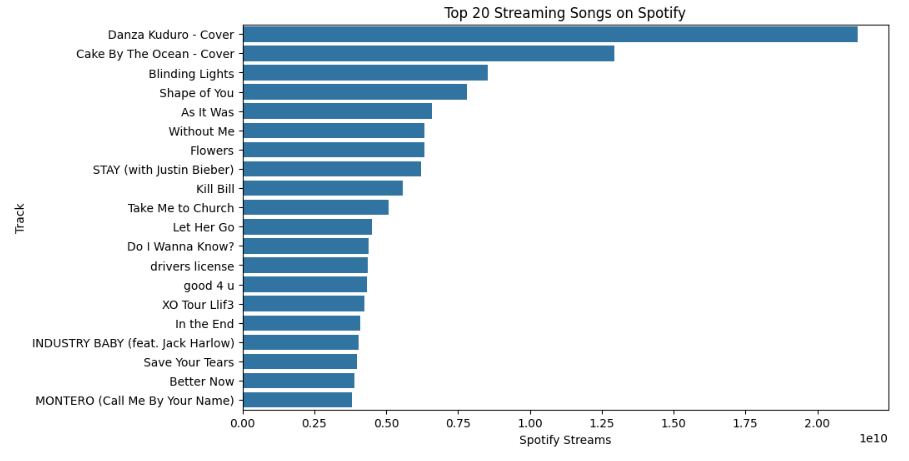 Top 20 Streaming Songs on Spotify
Danza Kuduro - Cover
Cake By The Ocean - Cover
Blinding Lights
Shape of You
As It Was
Without Me
Flowers
STAY (with Justin Bieber)
Kill Bill
Take Me to Church
Let Her Go
Do I Wanna Know?
drivers license
good 4 u
XO Tour Llif3
In the End
INDUSTRY BABY (feat. Jack Harlow)
Save Your Tears
Better Now
MONTERO (Call Me By Your Name)
Track
0.00 0.25 0.50 0.75 1.00 1.25 1.50 1.75 2.00
1e10
Spotify Streams